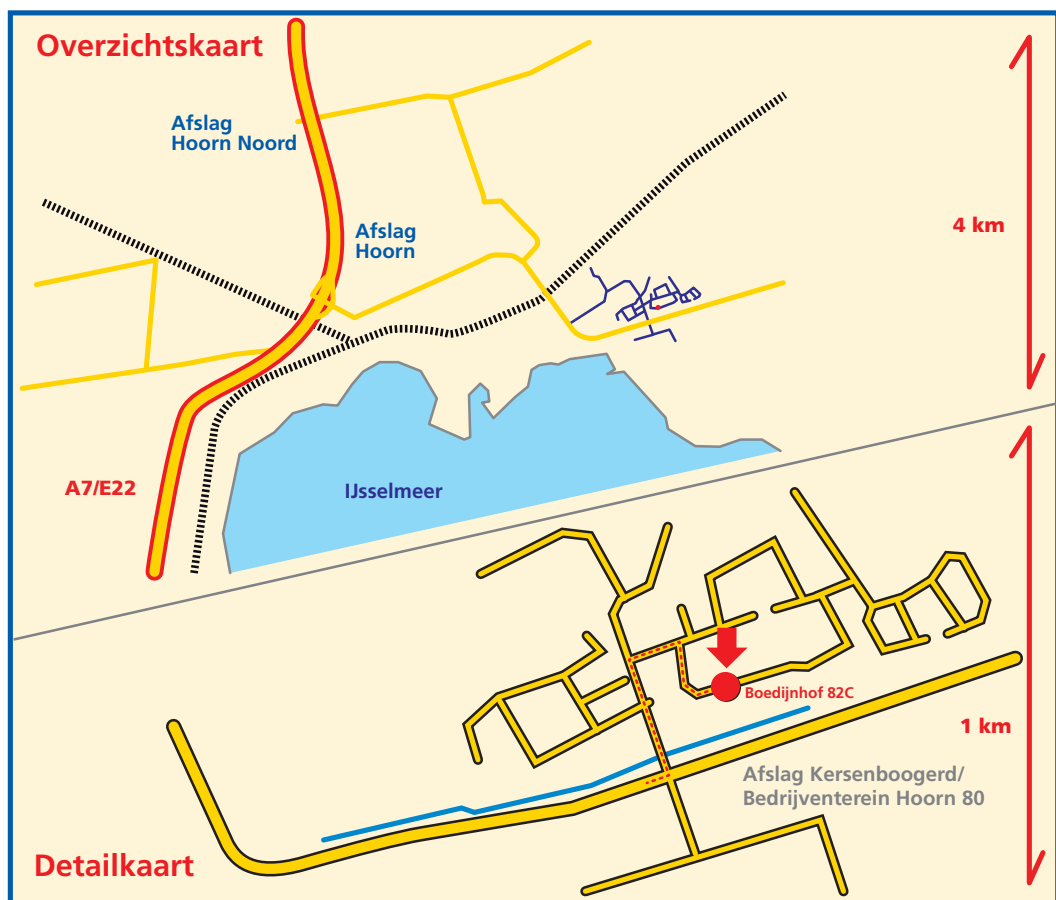 Overzichtskaart
Afslag
Hoorn Noord
Afslag
Hoorn
4 km
A7/E22
IJsselmeer
Boedijnhof 82C
1 km
Afslag Kersenboogerd/
Bedrijventerein Hoorn 80
Detailkaart